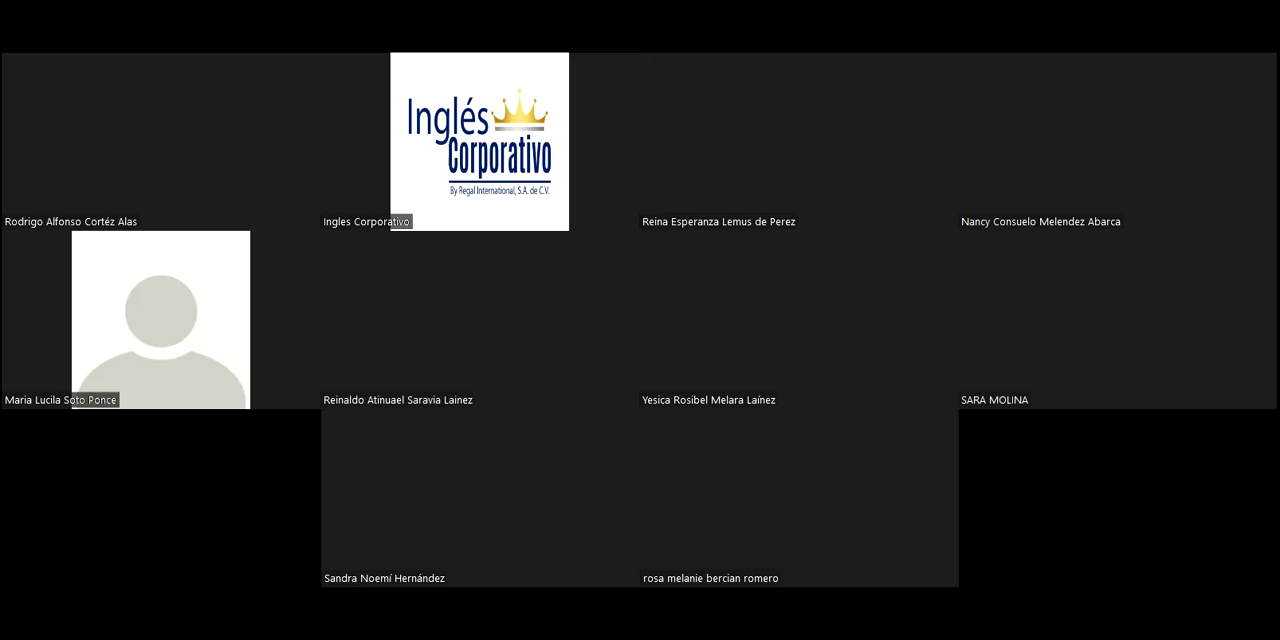 Inglés
Corporativo
By Regal International, S.A. de C.V.
Rodrigo Alfonso Cortéz Alas
Ingles Corporativo
Reina Esperanza Lemus de Perez
Nancy Consuelo Melendez Abarca
Maria Lucila Soto Ponce
Reinaldo Atinuael Saravia Lainez
Yesica Rosibel Melara Laínez
SARA MOLINA
Sandra Noemí Hernández
rosa melanie bercian romero